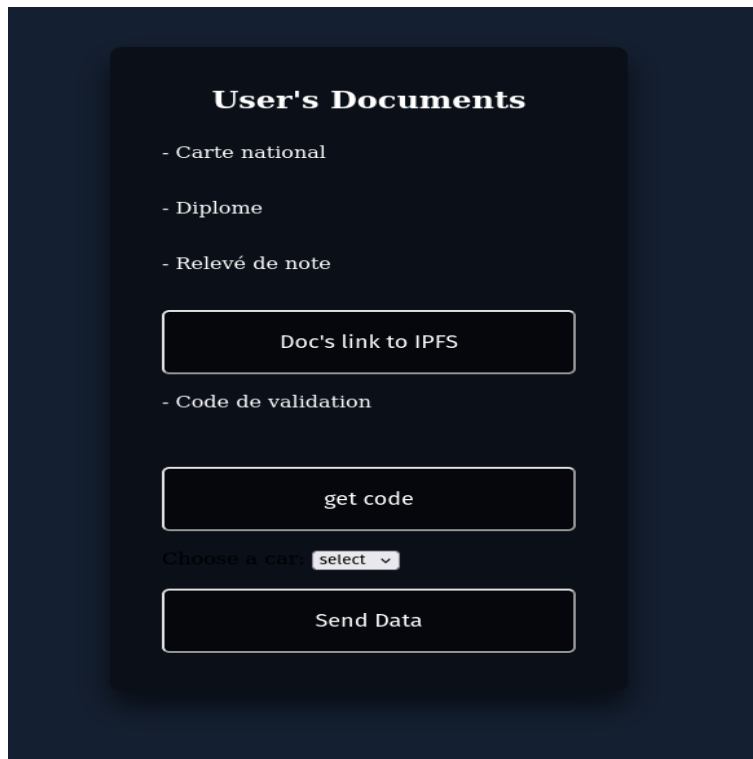 User's Documents
- Carte national
- Diplome
- Relevé de note
Doc's link to IPFS
- Code de validation
get code
Choose a car: select
Send Data